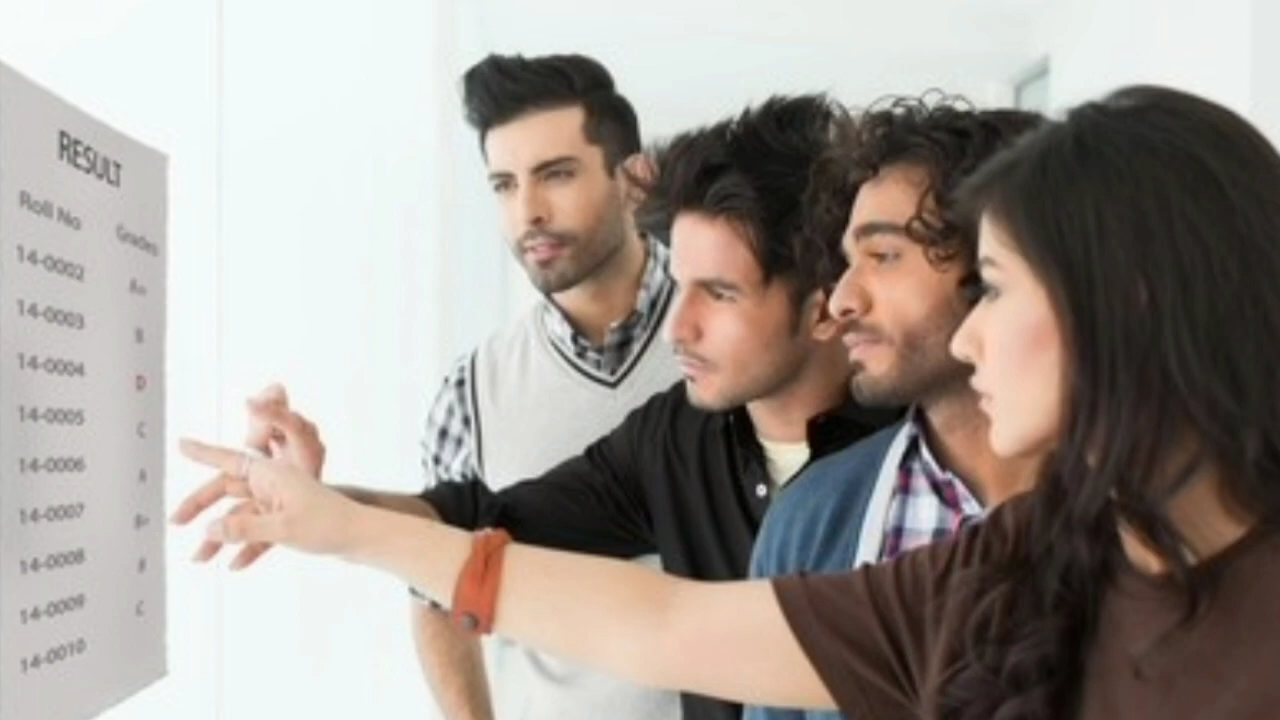 RESULT
Roll No Grades
14-0002 A+
14-0003 B
14-0004 D
14-0005 C
14-0006 A
14-0007 B+
14-0008 B
14-0009 C
14-0010